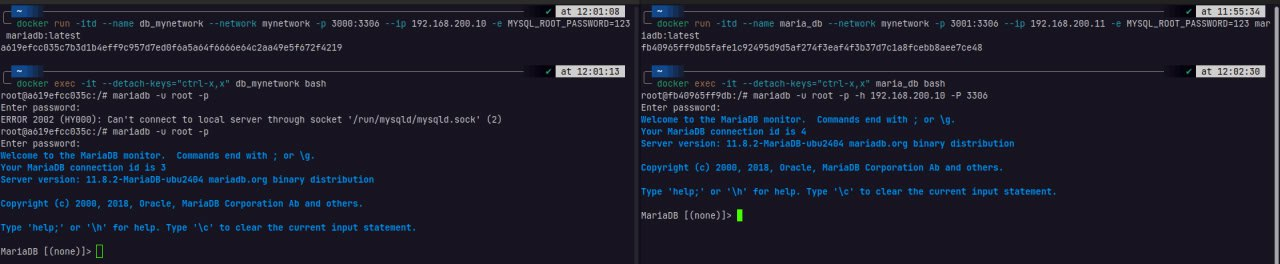 ~ ✔ at 12:01:08
docker run -itd --name db_mynetwork --network mynetwork -p 3000:3306 --ip 192.168.200.10 -e MYSQL_ROOT_PASSWORD=123
mariadb:latest
a619efcc035c7b3d1b4eff9c957d7ed0f6a5a64f6666e64c2aa49e5f672f4219
~ ✔ at 12:01:13
docker exec -it --detach-keys="ctrl-x,x" db_mynetwork bash
root@a619efcc035c:/# mariadb -u root -p
Enter password:
ERROR 2002 (HY000): Can't connect to local server through socket '/run/mysqld/mysqld.sock' (2)
root@a619efcc035c:/# mariadb -u root -p
Enter password:
Welcome to the MariaDB monitor.  Commands end with ; or \g.
Your MariaDB connection id is 3
Server version: 11.8.2-MariaDB-ubu2404 mariadb.org binary distribution
Copyright (c) 2000, 2018, Oracle, MariaDB Corporation Ab and others.
Type 'help;' or '\h' for help. Type '\c' to clear the current input statement.
MariaDB [(none)]>
~ ✔ at 11:55:34
docker run -itd --name maria_db --network mynetwork -p 3001:3306 --ip 192.168.200.11 -e MYSQL_ROOT_PASSWORD=123 mar
iadb:latest
fb40965ff9db5fafe1c92495d9d5af274f3eaf4f3b37d7c1a8fcebb8aee7ce48
~ ✔ at 12:02:30
docker exec -it --detach-keys="ctrl-x,x" maria_db bash
root@fb40965ff9db:/# mariadb -u root -p -h 192.168.200.10 -P 3306
Enter password:
Welcome to the MariaDB monitor.  Commands end with ; or \g.
Your MariaDB connection id is 4
Server version: 11.8.2-MariaDB-ubu2404 mariadb.org binary distribution
Copyright (c) 2000, 2018, Oracle, MariaDB Corporation Ab and others.
Type 'help;' or '\h' for help. Type '\c' to clear the current input statement.
MariaDB [(none)]>